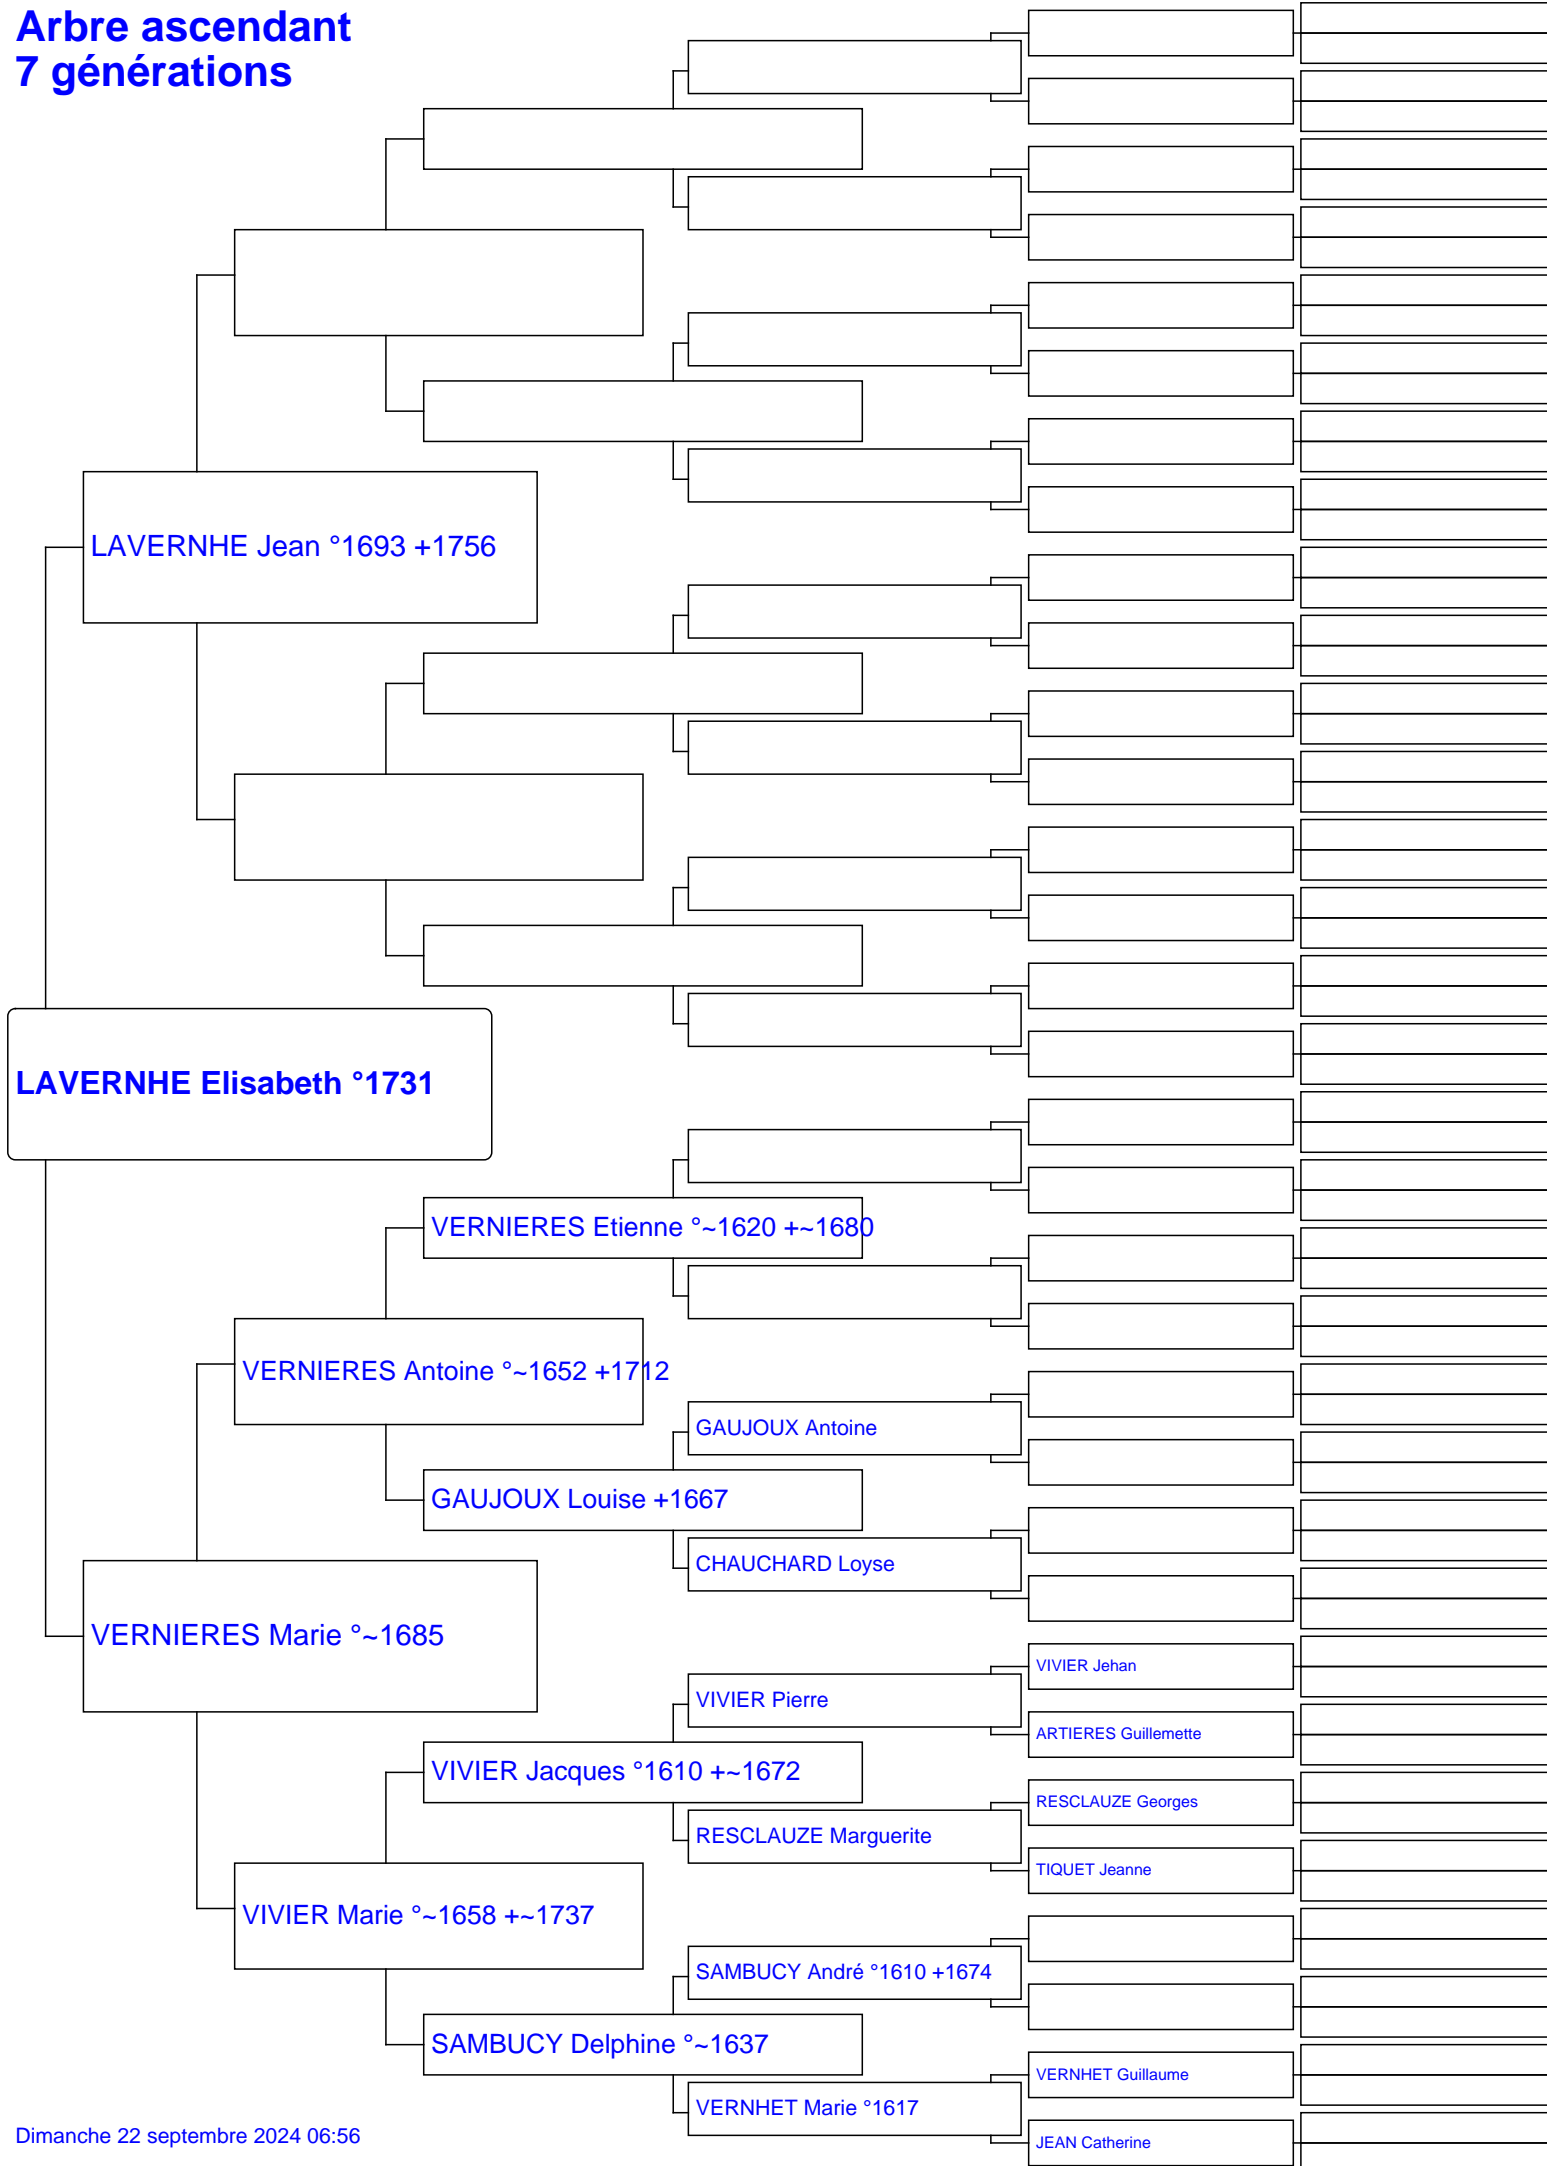 Arbre ascendant
7 générations
LAVERNHE Jean °1693 +1756
LAVERNHE Elisabeth °1731
VERNIERES Etienne °~1620 +~1680
VERNIERES Antoine °~1652 +1712
GAUJOUX Antoine
GAUJOUX Louise +1667
CHAUCHARD Loyse
VERNIERES Marie °~1685
VIVIER Jehan
VIVIER Pierre
ARTIERES Guillemette
VIVIER Jacques °1610 +~1672
RESCLAUZE Georges
RESCLAUZE Marguerite
TIQUET Jeanne
VIVIER Marie °~1658 +~1737
SAMBUCY André °1610 +1674
SAMBUCY Delphine °~1637
VERNHET Guillaume
VERNHET Marie °1617
JEAN Catherine
Dimanche 22 septembre 2024 06:56